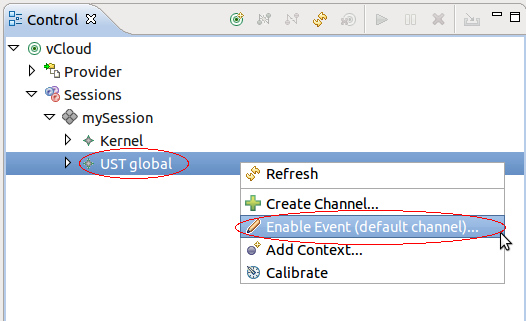 Control
vCloud
Provider
Sessions
mySession
Kernel
UST global
Refresh
Create Channel...
Enable Event (default channel)...
Add Context...
Calibrate